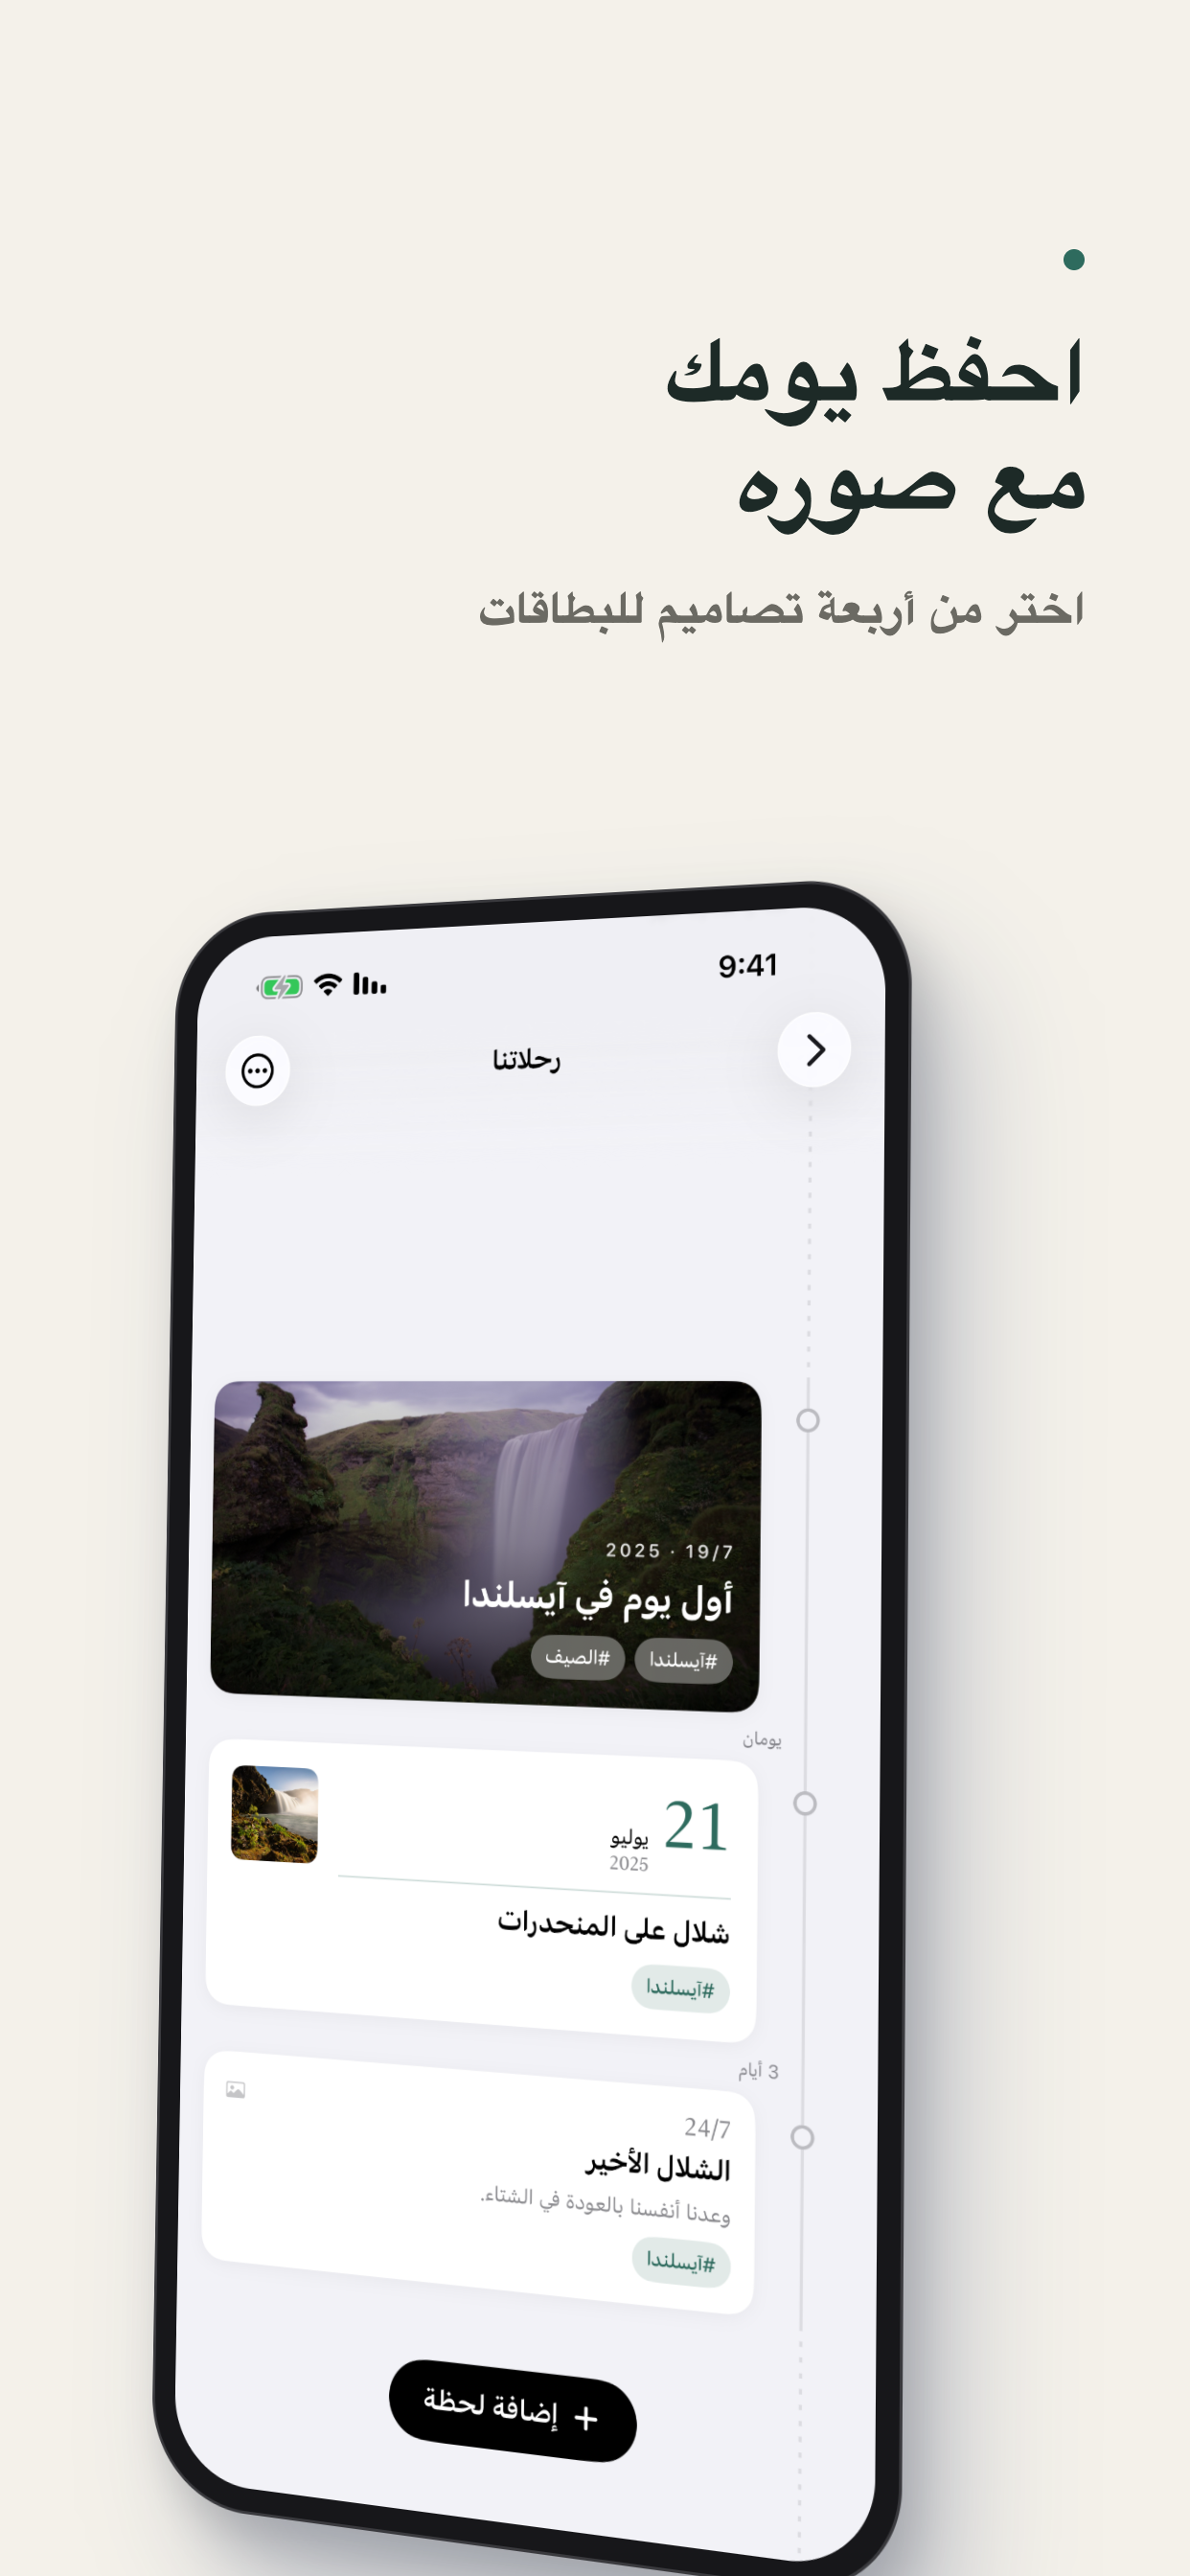 احفظ يومك
مع صوره
اختر من أربعة تصاميم للبطاقات
9:41
رحلاتنا
19/7 · 2025
أول يوم في آيسلندا
#آيسلندا #الصيف
يومان
21 يوليو
2025
شلال على المنحدرات
#آيسلندا
3 أيام
24/7
الشلال الأخير
وعدنا أنفسنا بالعودة في الشتاء.
#آيسلندا
+ إضافة لحظة